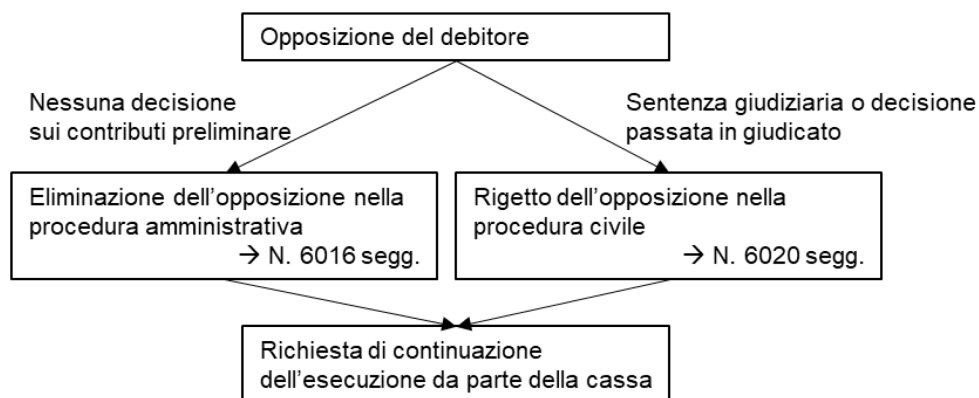 Opposizione del debitore
Nessuna decisione
sui contributi preliminare
Sentenza giudiziaria o decisione
passata in giudicato
Eliminazione dell'opposizione nella
procedura amministrativa
→ N. 6016 segg.
Rigetto dell'opposizione nella
procedura civile
→ N. 6020 segg.
Richiesta di continuazione
dell'esecuzione da parte della cassa